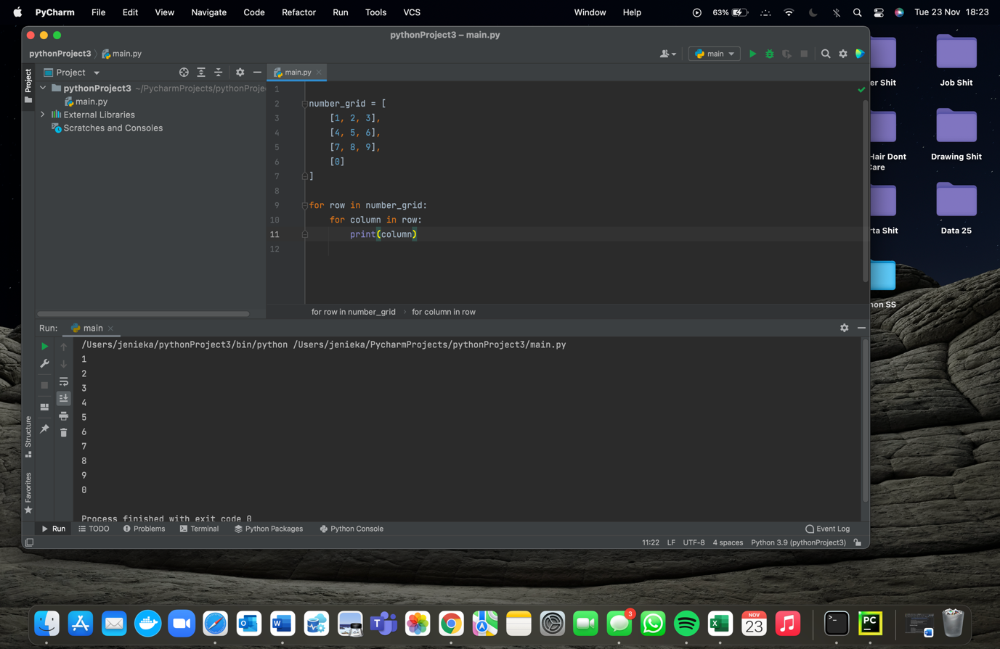 PyCharm File Edit View Navigate Code Refactor Run Tools VCS Window Help 63% Tue 23 Nov 18:23
pythonProject3 – main.py
pythonProject3 main.py main
Project main.py
Project
pythonProject3 ~/PycharmProjects/pythonProje
main.py
External Libraries
Scratches and Consoles
1
2 number_grid = [
3 [1, 2, 3],
4 [4, 5, 6],
5 [7, 8, 9],
6 [0]
7 ]
8
9 for row in number_grid:
10 for column in row:
11 print(column)
12
for row in number_grid for column in row
Run: main
/Users/jenieka/pythonProject3/bin/python /Users/jenieka/PycharmProjects/pythonProject3/main.py
1
2
3
4
5
6
7
8
9
0
Process finished with exit code 0
Structure
Favorites
Run TODO Problems Terminal Python Packages Python Console Event Log
11:22 LF UTF-8 4 spaces Python 3.9 (pythonProject3)
er Shit
Job Shit
Hair Dont
Care
Drawing Shit
rta Shit
Data 25
hon SS
NOV
23
3
PC